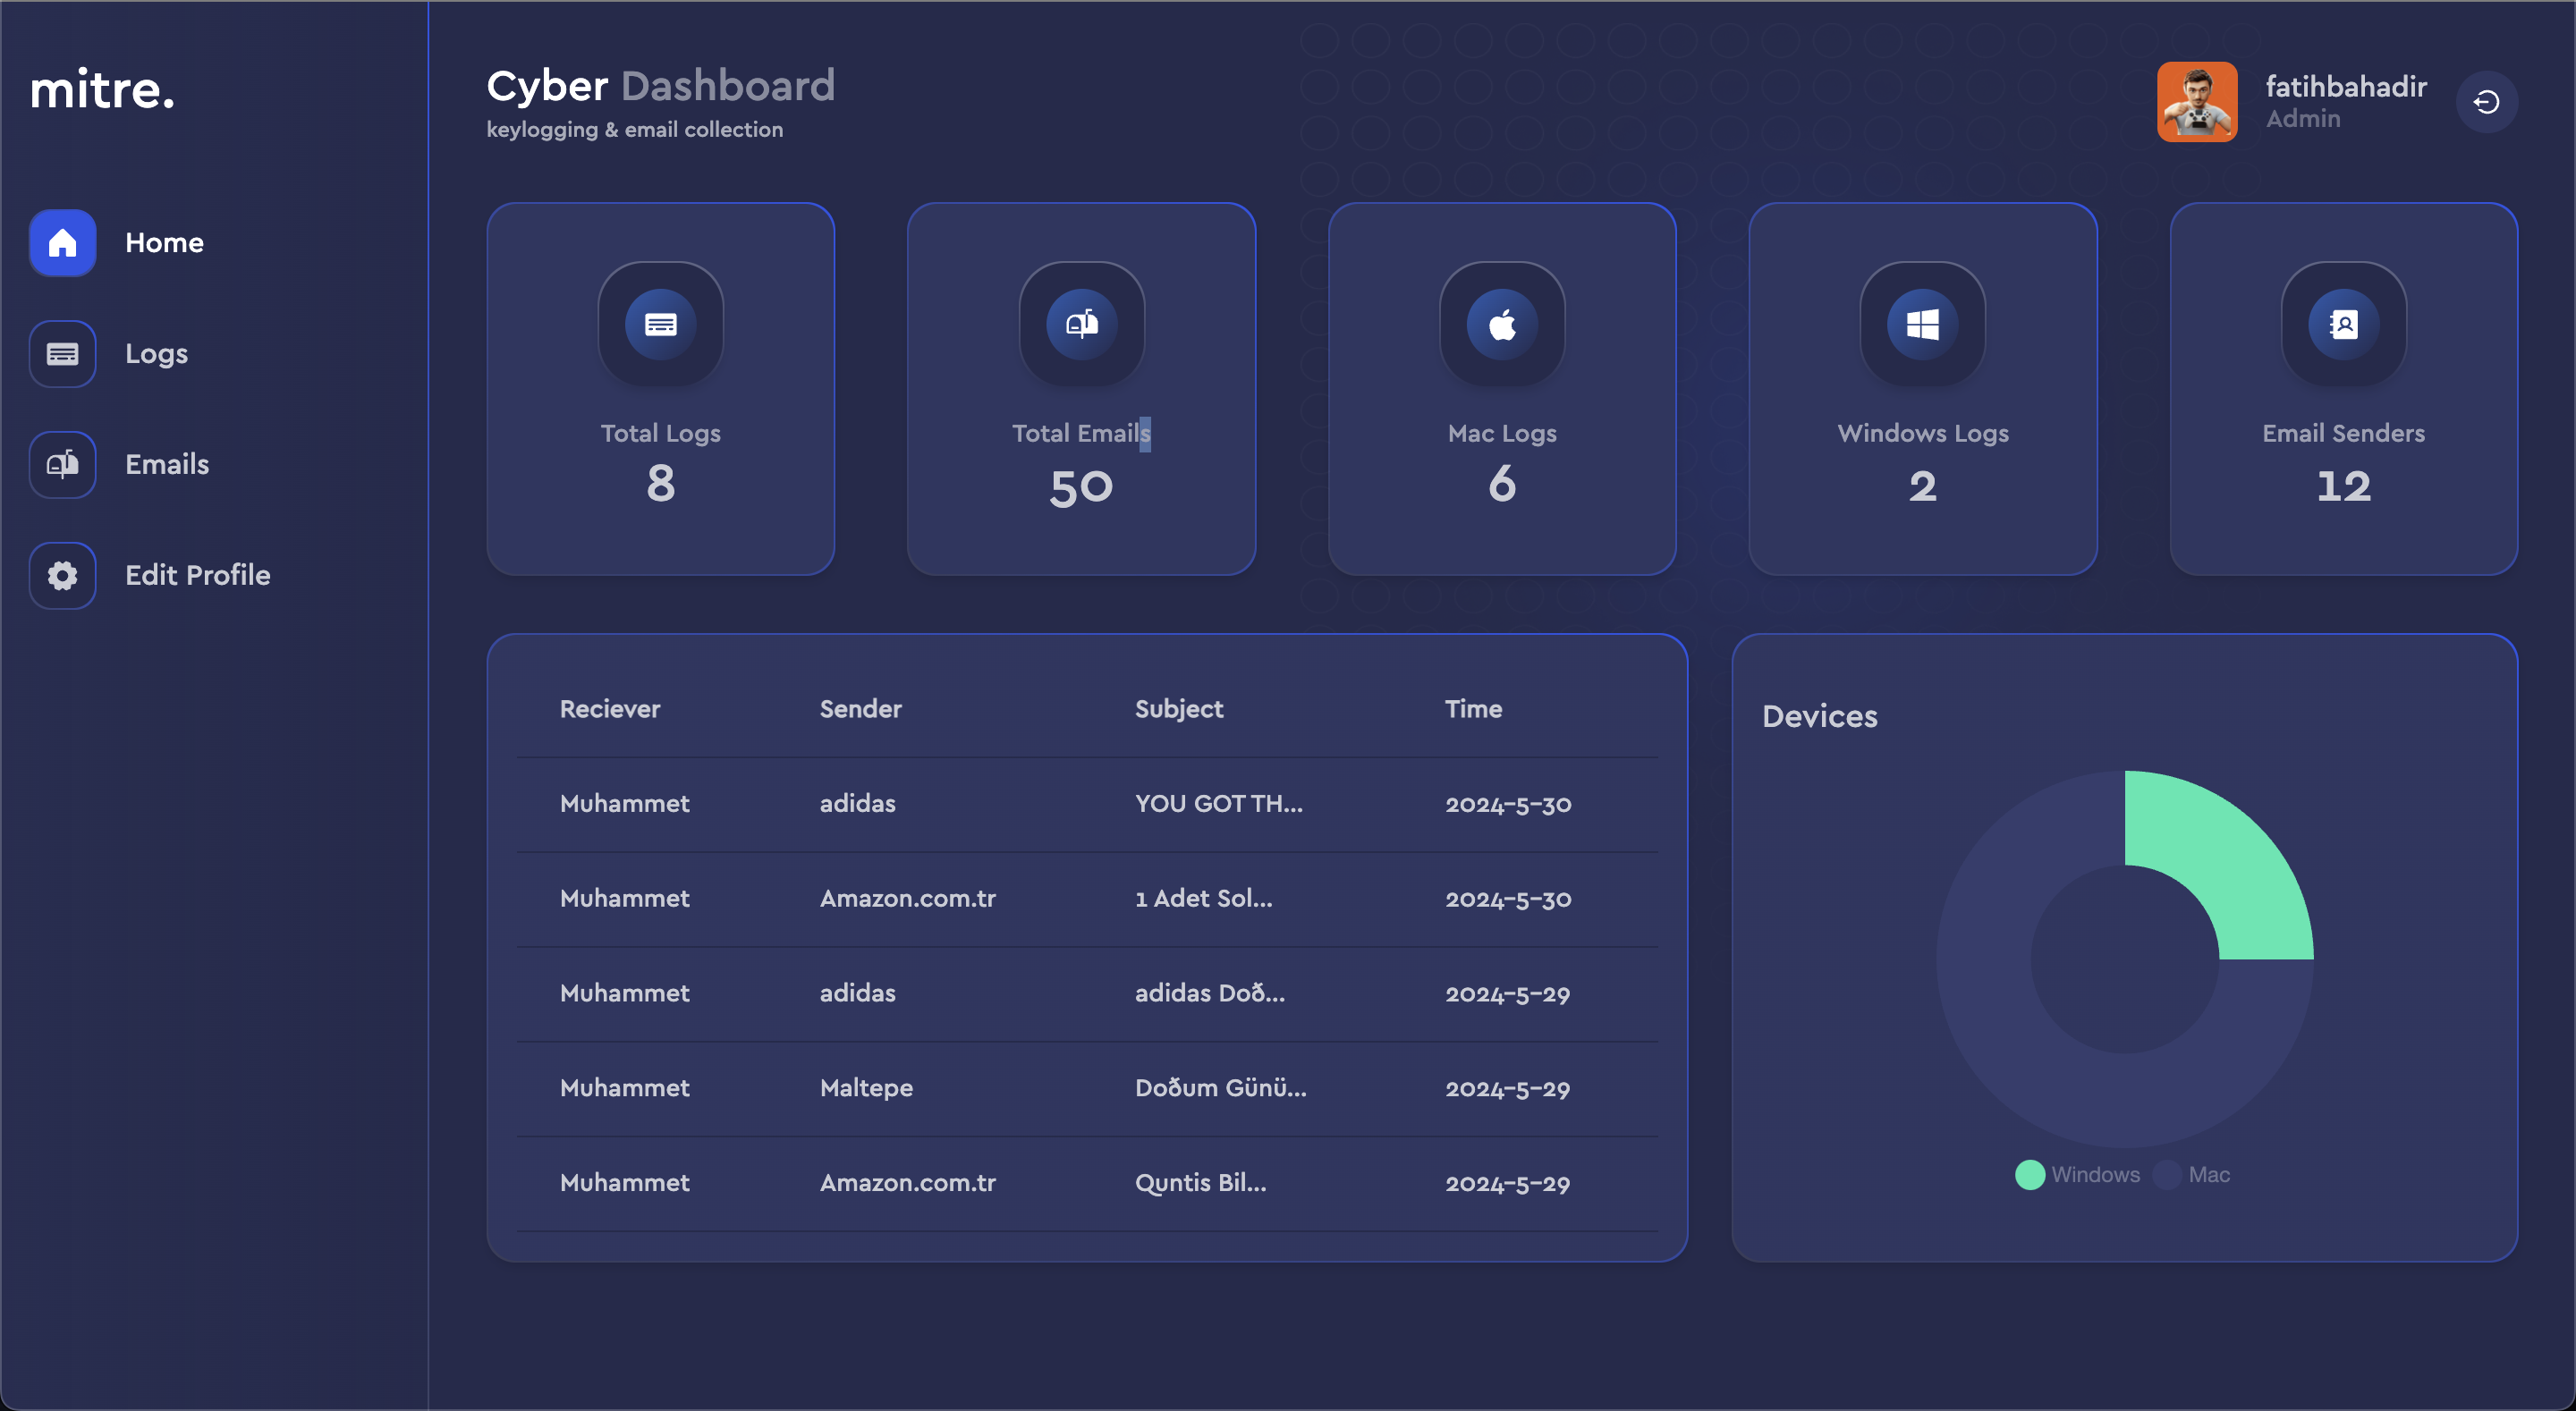 mitre.
Home
Logs
Emails
Edit Profile
Cyber Dashboard
keylogging & email collection
fatihbahadir
Admin
Total Logs
8
Total Emails
50
Mac Logs
6
Windows Logs
2
Email Senders
12
Reciever Sender Subject Time
Muhammet adidas YOU GOT TH... 2024-5-30
Muhammet Amazon.com.tr 1 Adet Sol... 2024-5-30
Muhammet adidas adidas Doð... 2024-5-29
Muhammet Maltepe Doðum Günü... 2024-5-29
Muhammet Amazon.com.tr Quntis Bil... 2024-5-29
Devices
Windows Mac